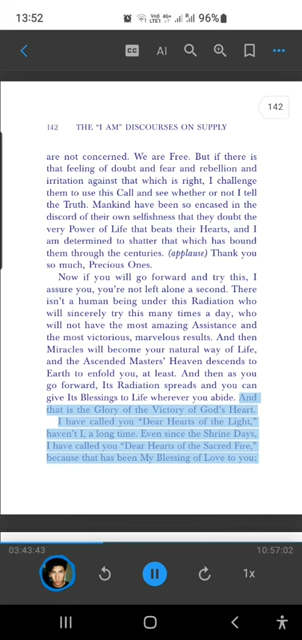 13:52
Vo)) LTE1 4G+ 96%
CC AI
142
142 THE "I AM" DISCOURSES ON SUPPLY
are not concerned. We are Free. But if there is
that feeling of doubt and fear and rebellion and
irritation against that which is right, I challenge
them to use this Call and see whether or not I tell
the Truth. Mankind have been so encased in the
discord of their own selfishness that they doubt the
very Power of Life that beats their Hearts, and I
am determined to shatter that which has bound
them through the centuries. (applause) Thank you
so much, Precious Ones.
Now if you will go forward and try this, I
assure you, you're not left alone a second. There
isn't a human being under this Radiation who
will sincerely try this many times a day, who
will not have the most amazing Assistance and
the most victorious, marvelous results. And then
Miracles will become your natural way of Life,
and the Ascended Masters' Heaven descends to
Earth to enfold you, at least. And then as you
go forward, Its Radiation spreads and you can
give Its Blessings to Life wherever you abide. And
that is the Glory of the Victory of God's Heart.
I have called you "Dear Hearts of the Light,"
haven't I, a long time. Even since the Shrine Days,
I have called you "Dear Hearts of the Sacred Fire,"
because that has been My Blessing of Love to you;
03:43:43 10:57:02
1x